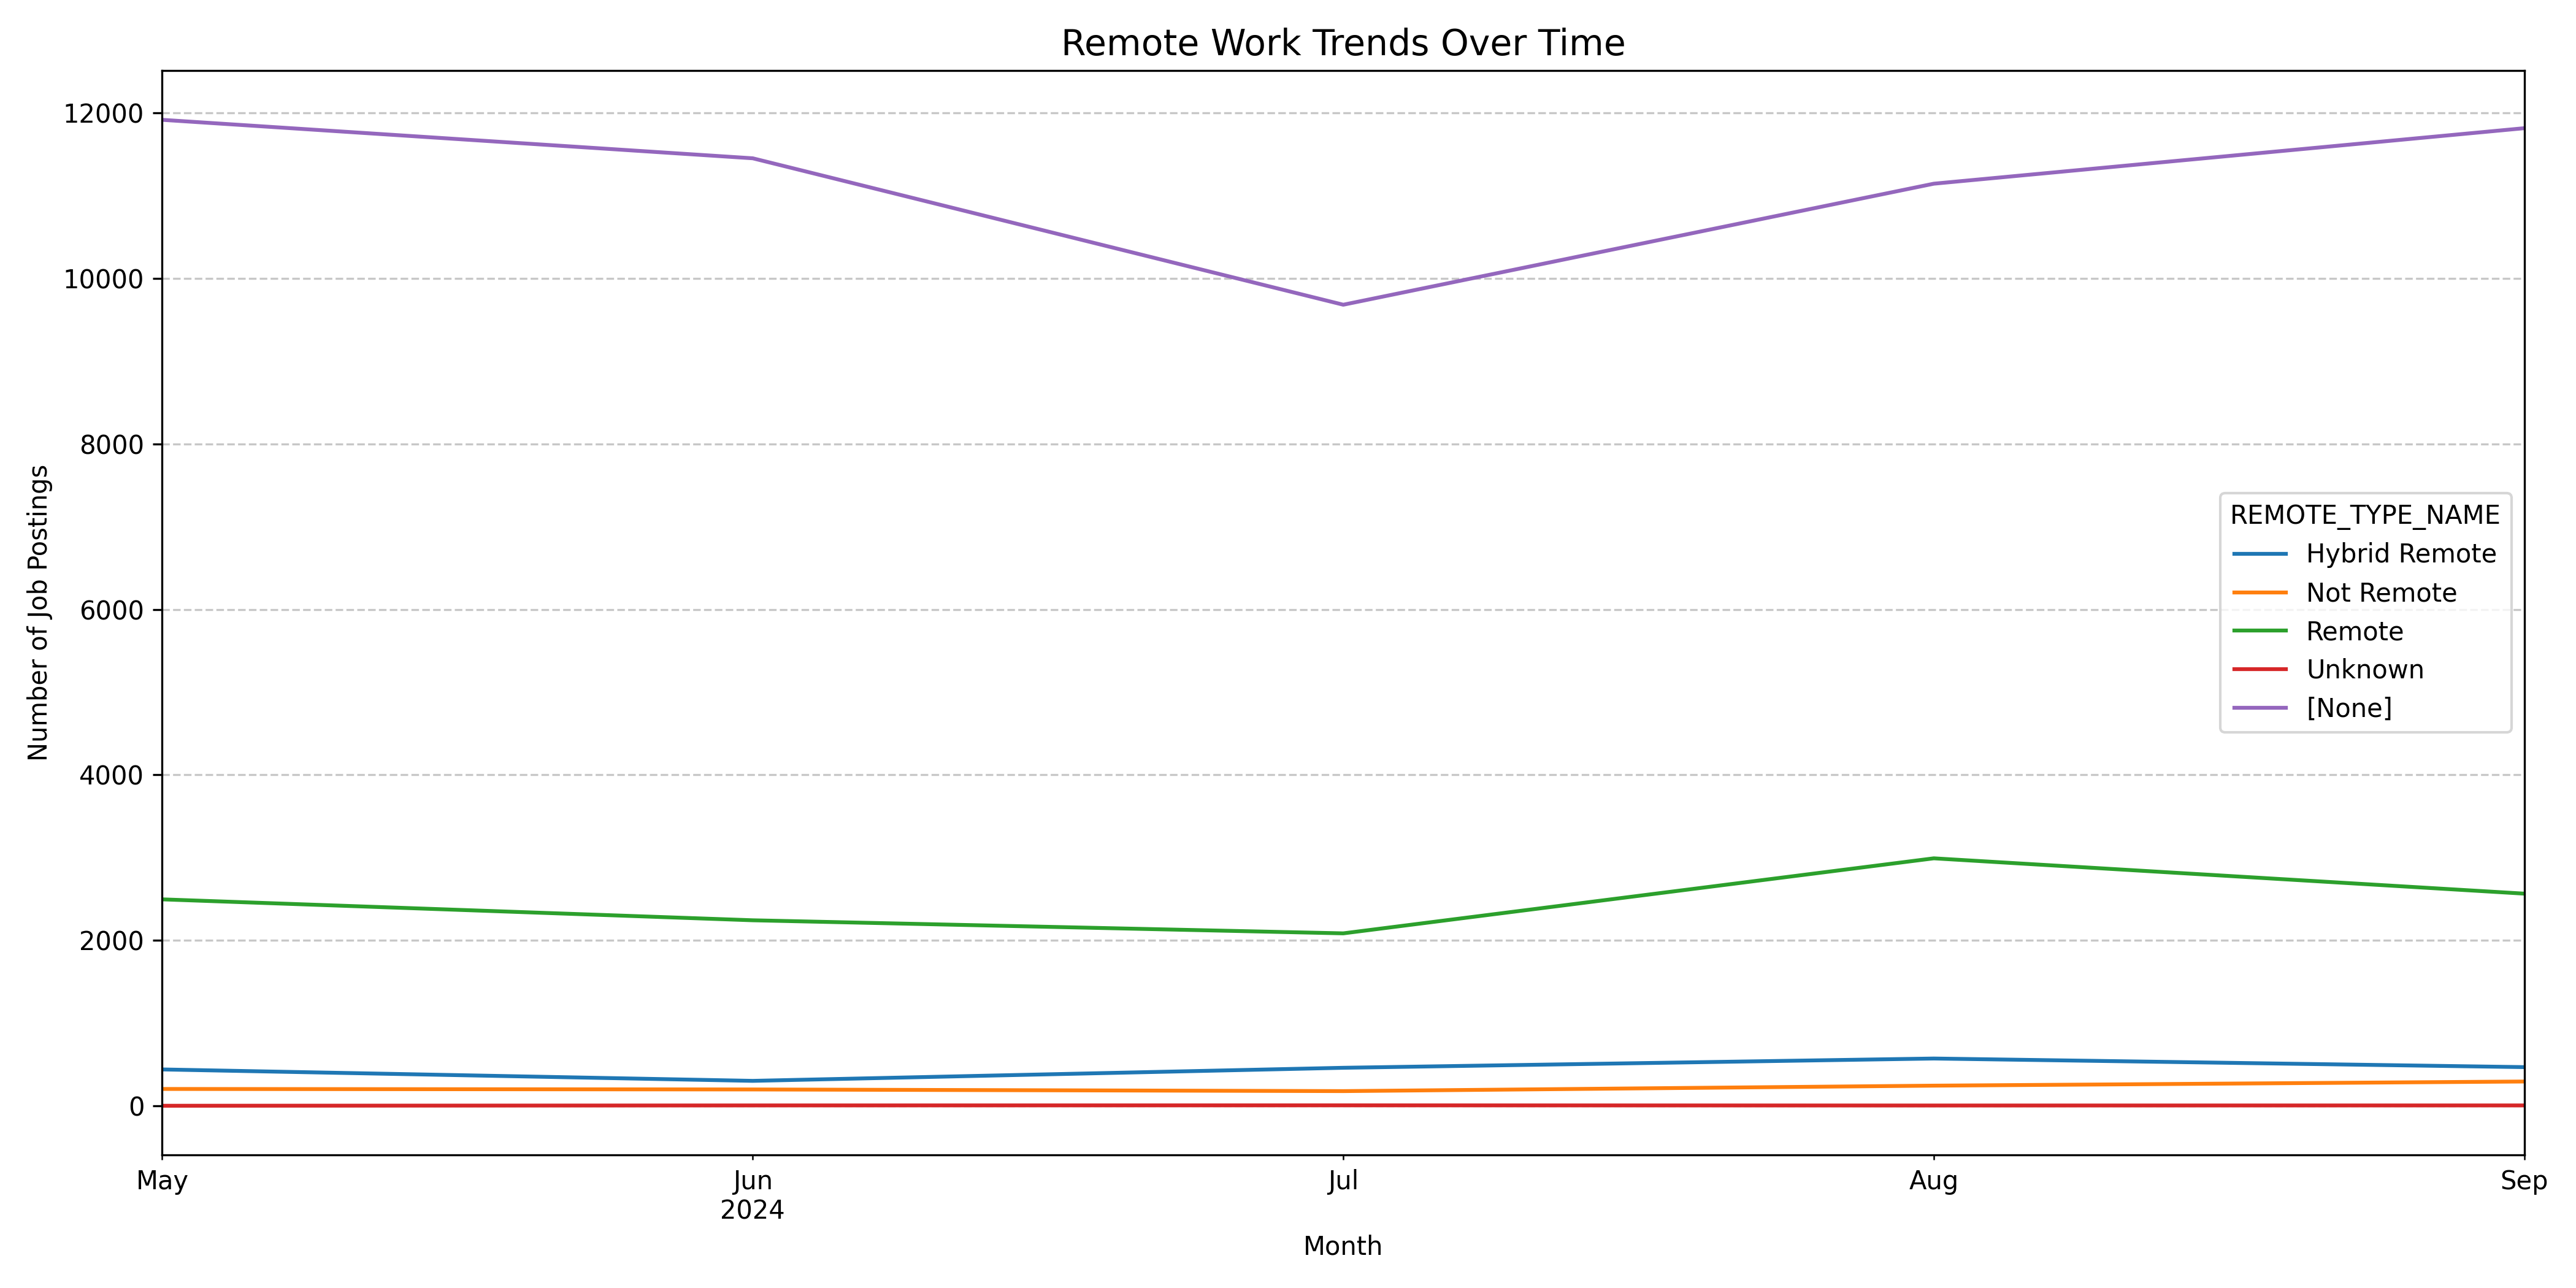 Remote Work Trends Over Time
12000
10000
8000
6000
4000
2000
0
Number of Job Postings
REMOTE_TYPE_NAME
Hybrid Remote
Not Remote
Remote
Unknown
[None]
May
Jun
2024
Jul
Aug
Sep
Month